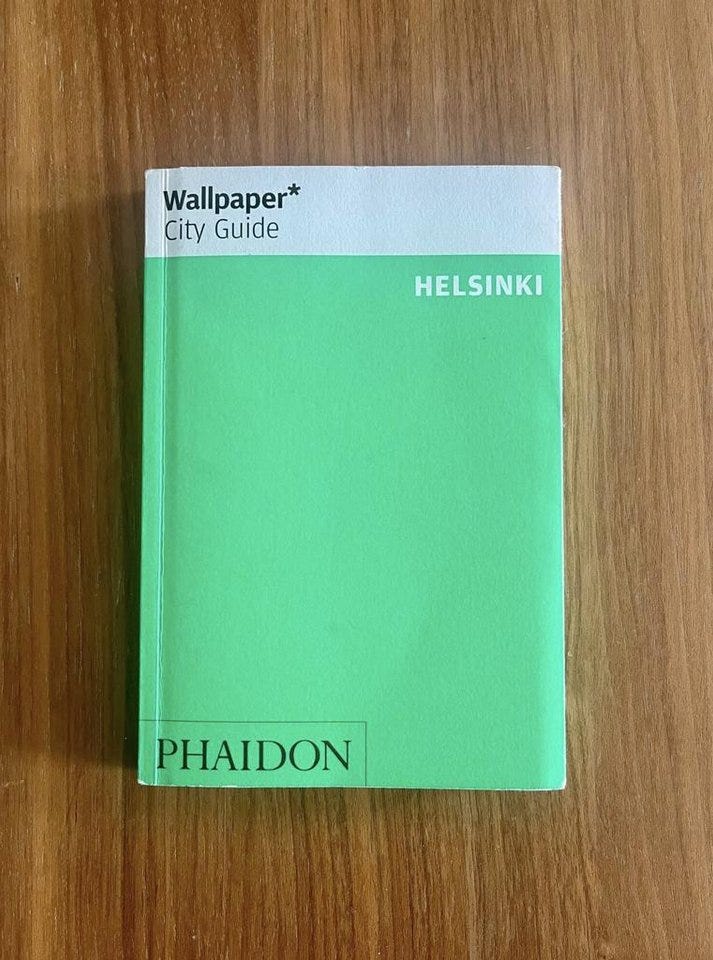 Wallpaper*
City Guide
HELSINKI
PHAIDON